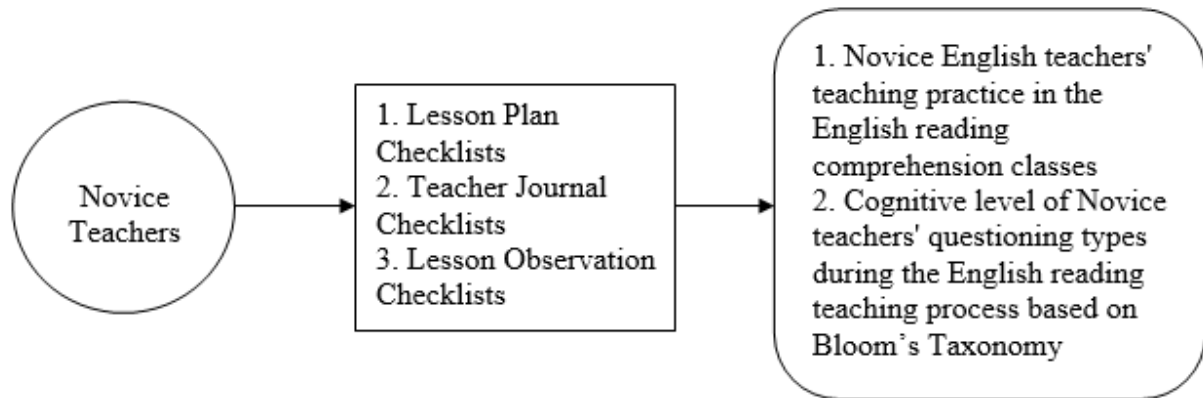 Novice
Teachers
1. Lesson Plan
Checklists
2. Teacher Journal
Checklists
3. Lesson Observation
Checklists
1. Novice English teachers'
teaching practice in the
English reading
comprehension classes
2. Cognitive level of Novice
teachers' questioning types
during the English reading
teaching process based on
Bloom’s Taxonomy